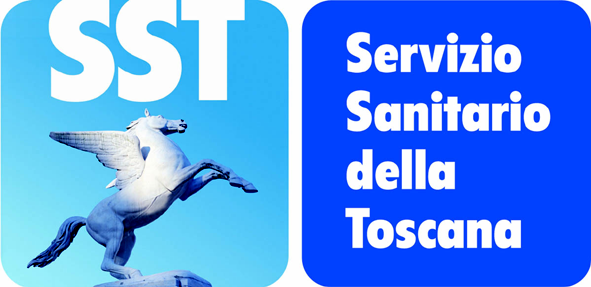 SST
Servizio
Sanitario
della
Toscana